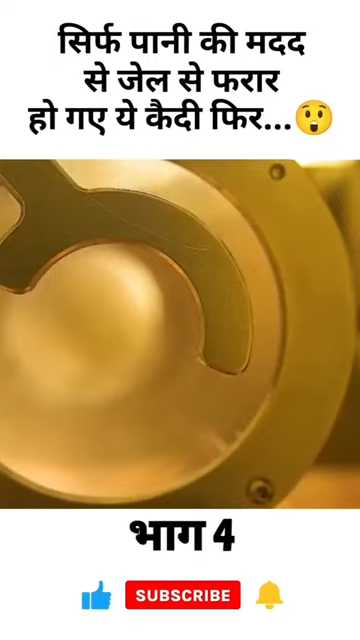 सिर्फ पानी की मदद
से जेल से फरार
हो गए ये कैदी फिर...😲
भाग 4
SUBSCRIBE